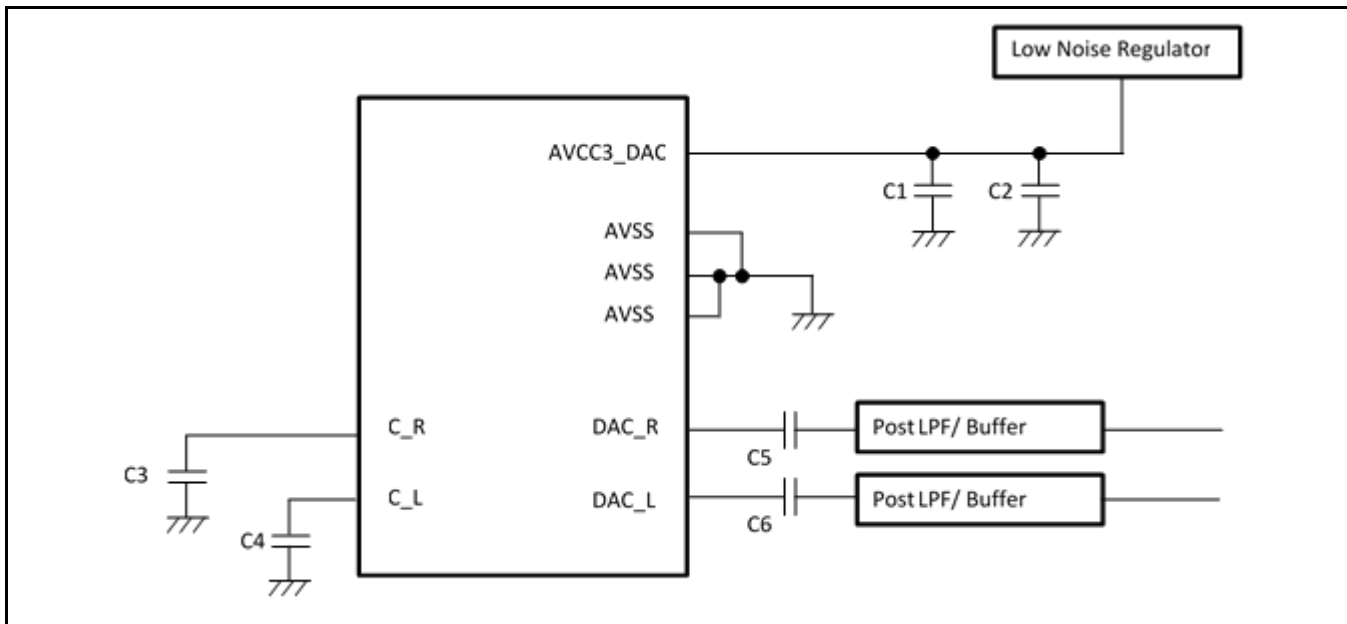 Low Noise Regulator
AVCC3_DAC
C1
C2
AVSS
AVSS
AVSS
C_R
DAC_R
Post LPF/ Buffer
C5
C3
C_L
DAC_L
Post LPF/ Buffer
C6
C4